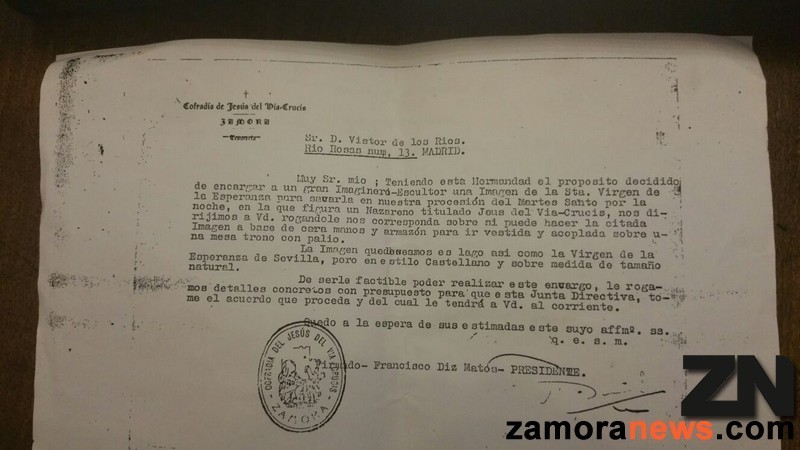 Cofradía de Jesús del Vía-Crucis
ZAMORA
Sr. D. Victor de los Rios.
Rio Rosas num, 13. MADRID.
Muy Sr. mio ; Teniendo esta Hermandad el proposito decidido
de encargar a un gran Imaginero-Escultor una Imagen de la Sta. Virgen de
la Esperanza para savarla en nuestra procesión del Martes Santo por la
noche, en la que figura un Nazareno titulado Jeus del Via-Crucis, nos di-
rijimos a Vd. rogandole nos corresponda sobre si puede hacer la citada
Imagen a base de cara manos y armazón para ir vestida y acoplada sobre u-
na mesa trono con palio.
La Imagen quedseamos es lago asi como la Virgen de la
Esperanza de Sevilla, poro en estilo Castellano y sobre medida de tamaño
natural.
De serle factible poder realizar este envargo, le roga-
mos detalles concretos con presupuesto para que esta Junta Directiva, to-
me el acuerdo que proceda y del cual le tendrá a Vd. al corriente.
Quedo a la espera de sus estimadas este suyo affmº. ss.
q. e. s. m.
Firmado- Francisco Diz Matos- PRESIDENTE.
COFRADIA DEL JESÚS DEL VIA CRUCIS
ZAMORA
ZN
zamoranews.com